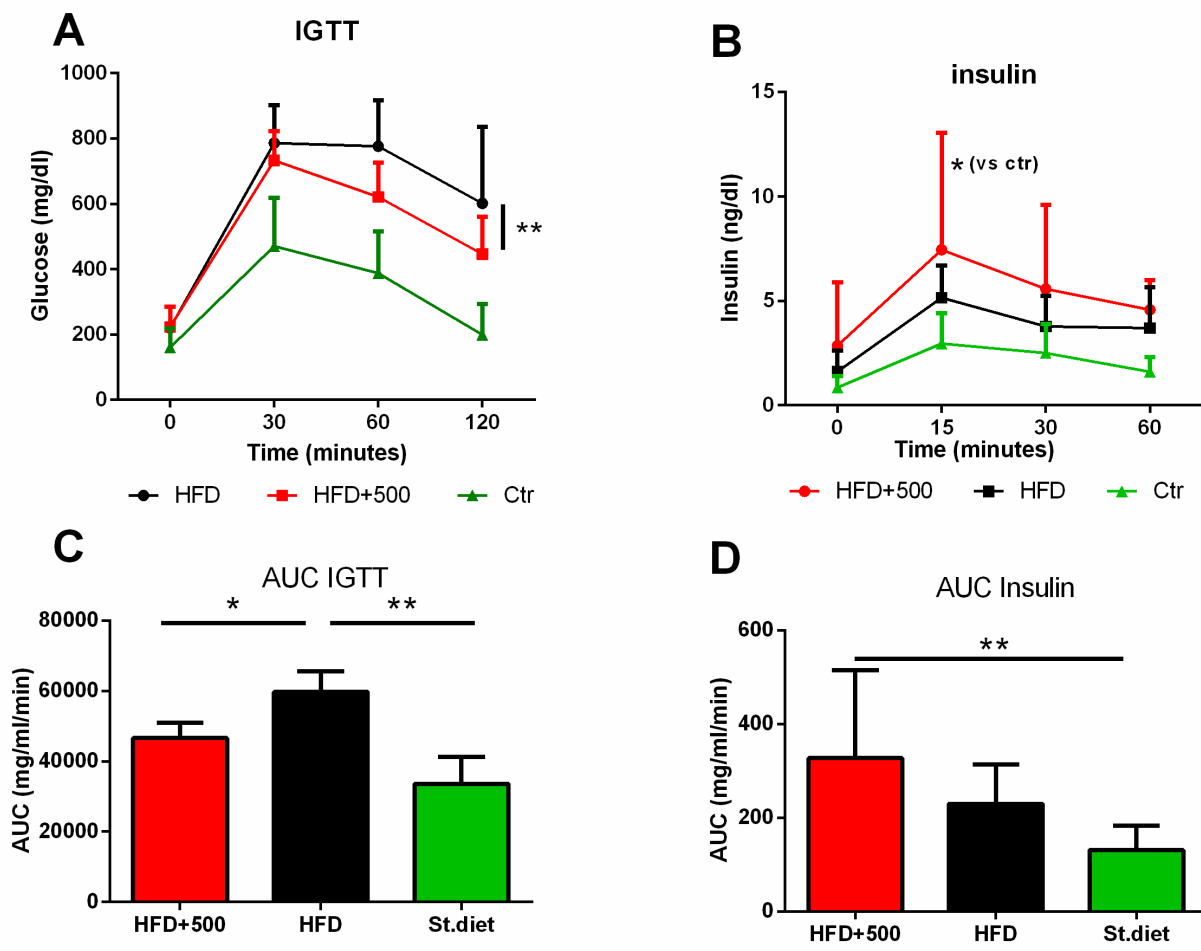 A
IGTT
1000
800
600
400
200
0
Glucose (mg/dl)
**
0 30 60 120
Time (minutes)
HFD HFD+500 Ctr
B
insulin
15
10
5
0
Insulin (ng/dl)
* (vs ctr)
0 15 30 60
Time (minutes)
HFD+500 HFD Ctr
C
AUC IGTT
80000
60000
40000
20000
0
AUC (mg/ml/min)
* **
HFD+500 HFD St.diet
D
AUC Insulin
600
400
200
0
AUC (mg/ml/min)
**
HFD+500 HFD St.diet